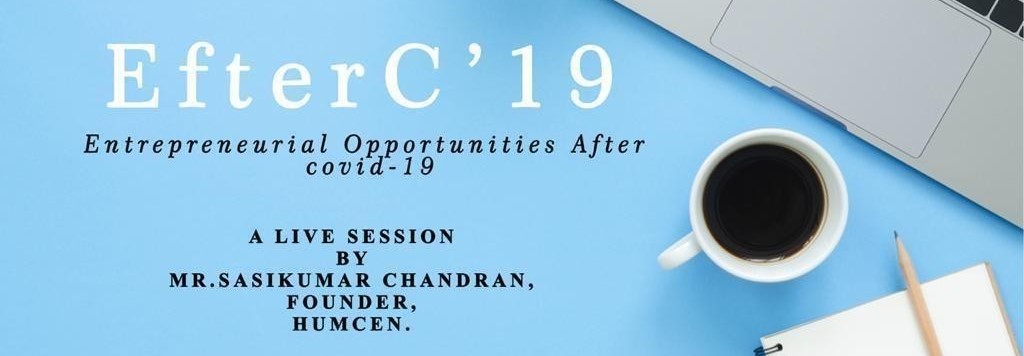 EfterC’19
Entrepreneurial Opportunities After
covid-19
A LIVE SESSION
BY
MR.SASIKUMAR CHANDRAN,
FOUNDER,
HUMCEN.